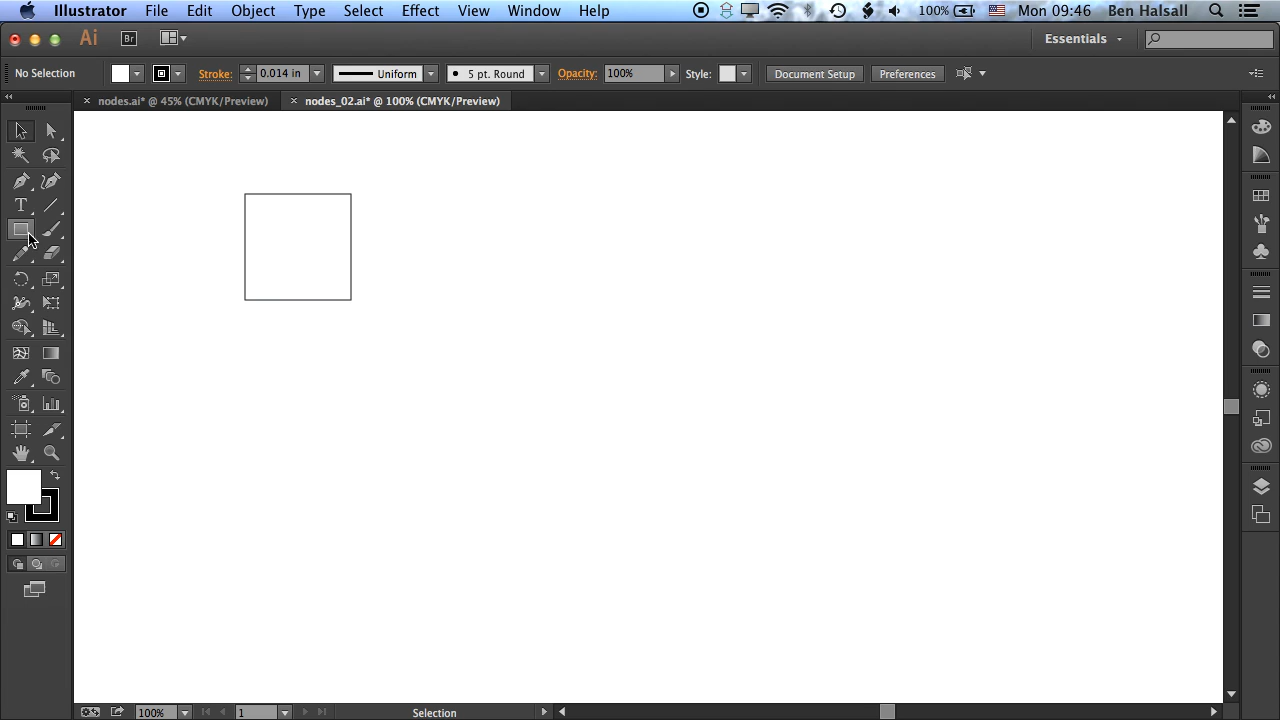 Illustrator File Edit Object Type Select Effect View Window Help 100% Mon 09:46 Ben Halsall
Ai Br Essentials
No Selection Stroke: 0.014 in Uniform 5 pt. Round Opacity: 100% Style: Document Setup Preferences
nodes.ai* @ 45% (CMYK/Preview) nodes_02.ai* @ 100% (CMYK/Preview)
T
100% 1 Selection